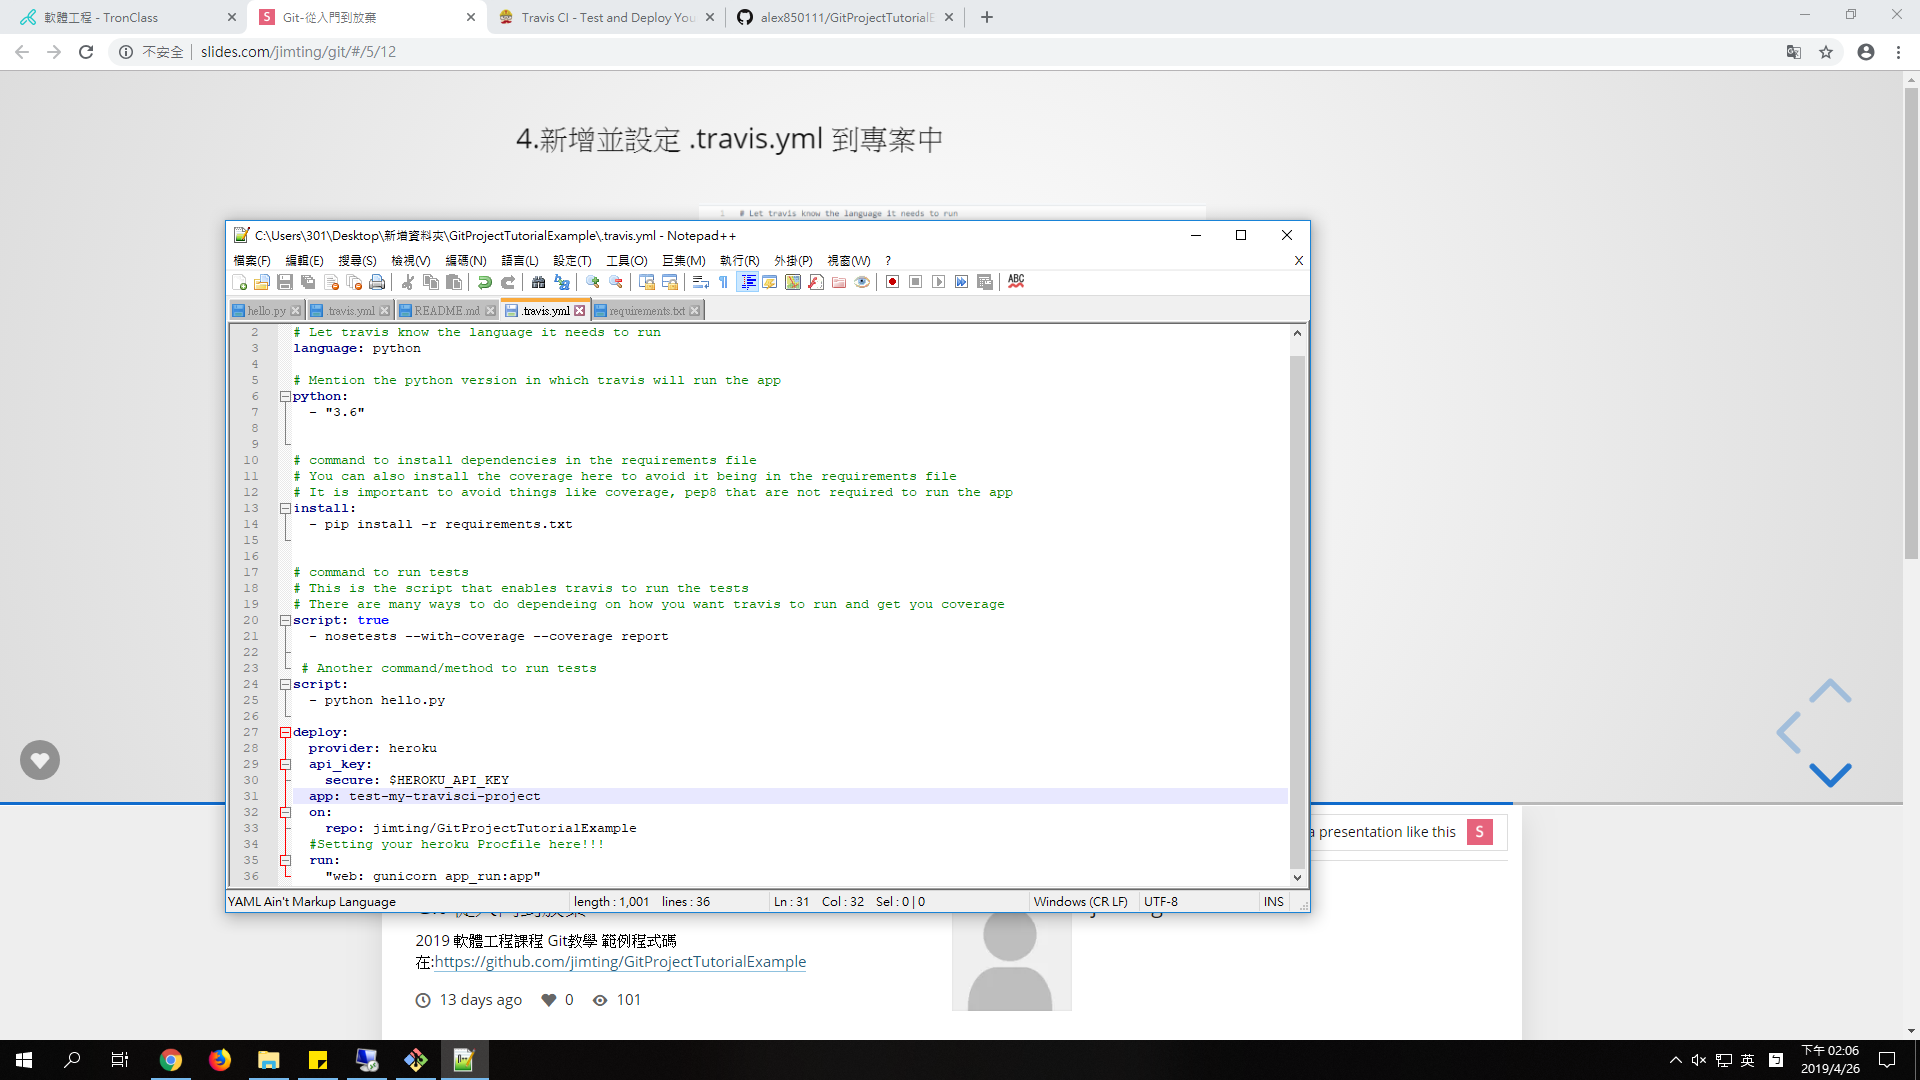 軟體工程 - TronClass
Git-從入門到放棄
Travis CI - Test and Deploy You
alex850111/GitProjectTutorialE
不安全
slides.com/jimting/git/#/5/12
4.新增並設定 .travis.yml 到專案中
1 # Let travis know the language it needs to run
C:\Users\301\Desktop\新增資料夾\GitProjectTutorialExample\.travis.yml - Notepad++
檔案(F) 編輯(E) 搜尋(S) 檢視(V) 編碼(N) 語言(L) 設定(T) 工具(O) 巨集(M) 執行(R) 外掛(P) 視窗(W) ? X
ABC
hello.py .travis.yml README.md .travis.yml requirements.txt
2 # Let travis know the language it needs to run
3 language: python
4
5 # Mention the python version in which travis will run the app
6 python:
7 - "3.6"
8
9
10 # command to install dependencies in the requirements file
11 # You can also install the coverage here to avoid it being in the requirements file
12 # It is important to avoid things like coverage, pep8 that are not required to run the app
13 install:
14 - pip install -r requirements.txt
15
16
17 # command to run tests
18 # This is the script that enables travis to run the tests
19 # There are many ways to do dependeing on how you want travis to run and get you coverage
20 script: true
21 - nosetests --with-coverage --coverage report
22
23 # Another command/method to run tests
24 script:
25 - python hello.py
26
27 deploy:
28 provider: heroku
29 api_key:
30 secure: $HEROKU_API_KEY
31 app: test-my-travisci-project
32 on:
33 repo: jimting/GitProjectTutorialExample
34 #Setting your heroku Procfile here!!!
35 run:
36 "web: gunicorn app_run:app"
YAML Ain't Markup Language length : 1,001 lines : 36 Ln : 31 Col : 32 Sel : 0 | 0 Windows (CR LF) UTF-8 INS
a presentation like this S
2019 軟體工程課程 Git教學 範例程式碼
在:https://github.com/jimting/GitProjectTutorialExample
13 days ago 0 101
英
下午 02:06
2019/4/26